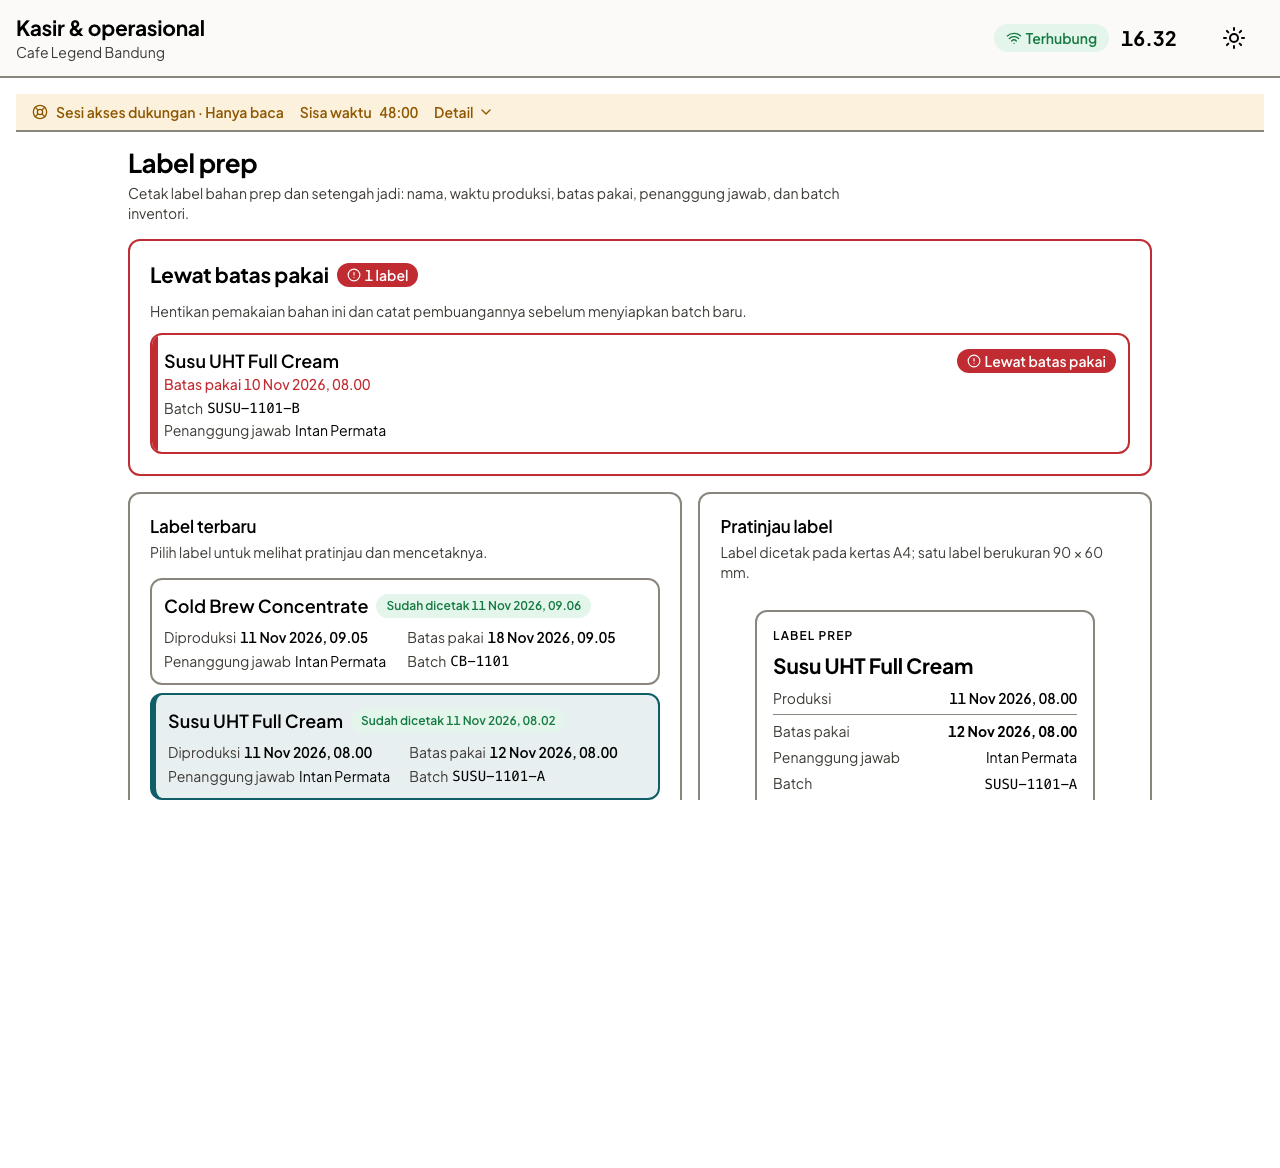 Kasir & operasional
Cafe Legend Bandung
Terhubung
16.32
Sesi akses dukungan · Hanya baca Sisa waktu 48:00 Detail
Label prep
Cetak label bahan prep dan setengah jadi: nama, waktu produksi, batas pakai, penanggung jawab, dan batch
inventori.
Lewat batas pakai 1 label
Hentikan pemakaian bahan ini dan catat pembuangannya sebelum menyiapkan batch baru.
Susu UHT Full Cream Lewat batas pakai
Batas pakai 10 Nov 2026, 08.00
Batch SUSU-1101-B
Penanggung jawab Intan Permata
Label terbaru
Pilih label untuk melihat pratinjau dan mencetaknya.
Cold Brew Concentrate Sudah dicetak 11 Nov 2026, 09.06
Diproduksi 11 Nov 2026, 09.05 Batas pakai 18 Nov 2026, 09.05
Penanggung jawab Intan Permata Batch CB-1101
Susu UHT Full Cream Sudah dicetak 11 Nov 2026, 08.02
Diproduksi 11 Nov 2026, 08.00 Batas pakai 12 Nov 2026, 08.00
Penanggung jawab Intan Permata Batch SUSU-1101-A
Pratinjau label
Label dicetak pada kertas A4; satu label berukuran 90 × 60
mm.
LABEL PREP
Susu UHT Full Cream
Produksi 11 Nov 2026, 08.00
Batas pakai 12 Nov 2026, 08.00
Penanggung jawab Intan Permata
Batch SUSU-1101-A